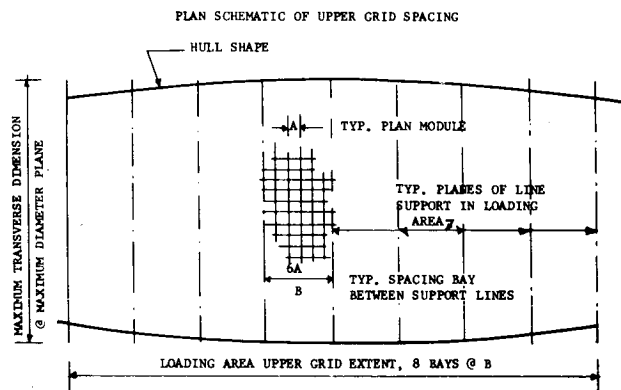 PLAN SCHEMATIC OF UPPER GRID SPACING
HULL SHAPE
MAXIMUM TRANSVERSE DIMENSION
@ MAXIMUM DIAMETER PLANE
A
TYP. PLAN MODULE
TYP. PLANES OF LINE
SUPPORT IN LOADING
AREA
6A
B
TYP. SPACING BAY
BETWEEN SUPPORT LINES
LOADING AREA UPPER GRID EXTENT, 8 BAYS @ B